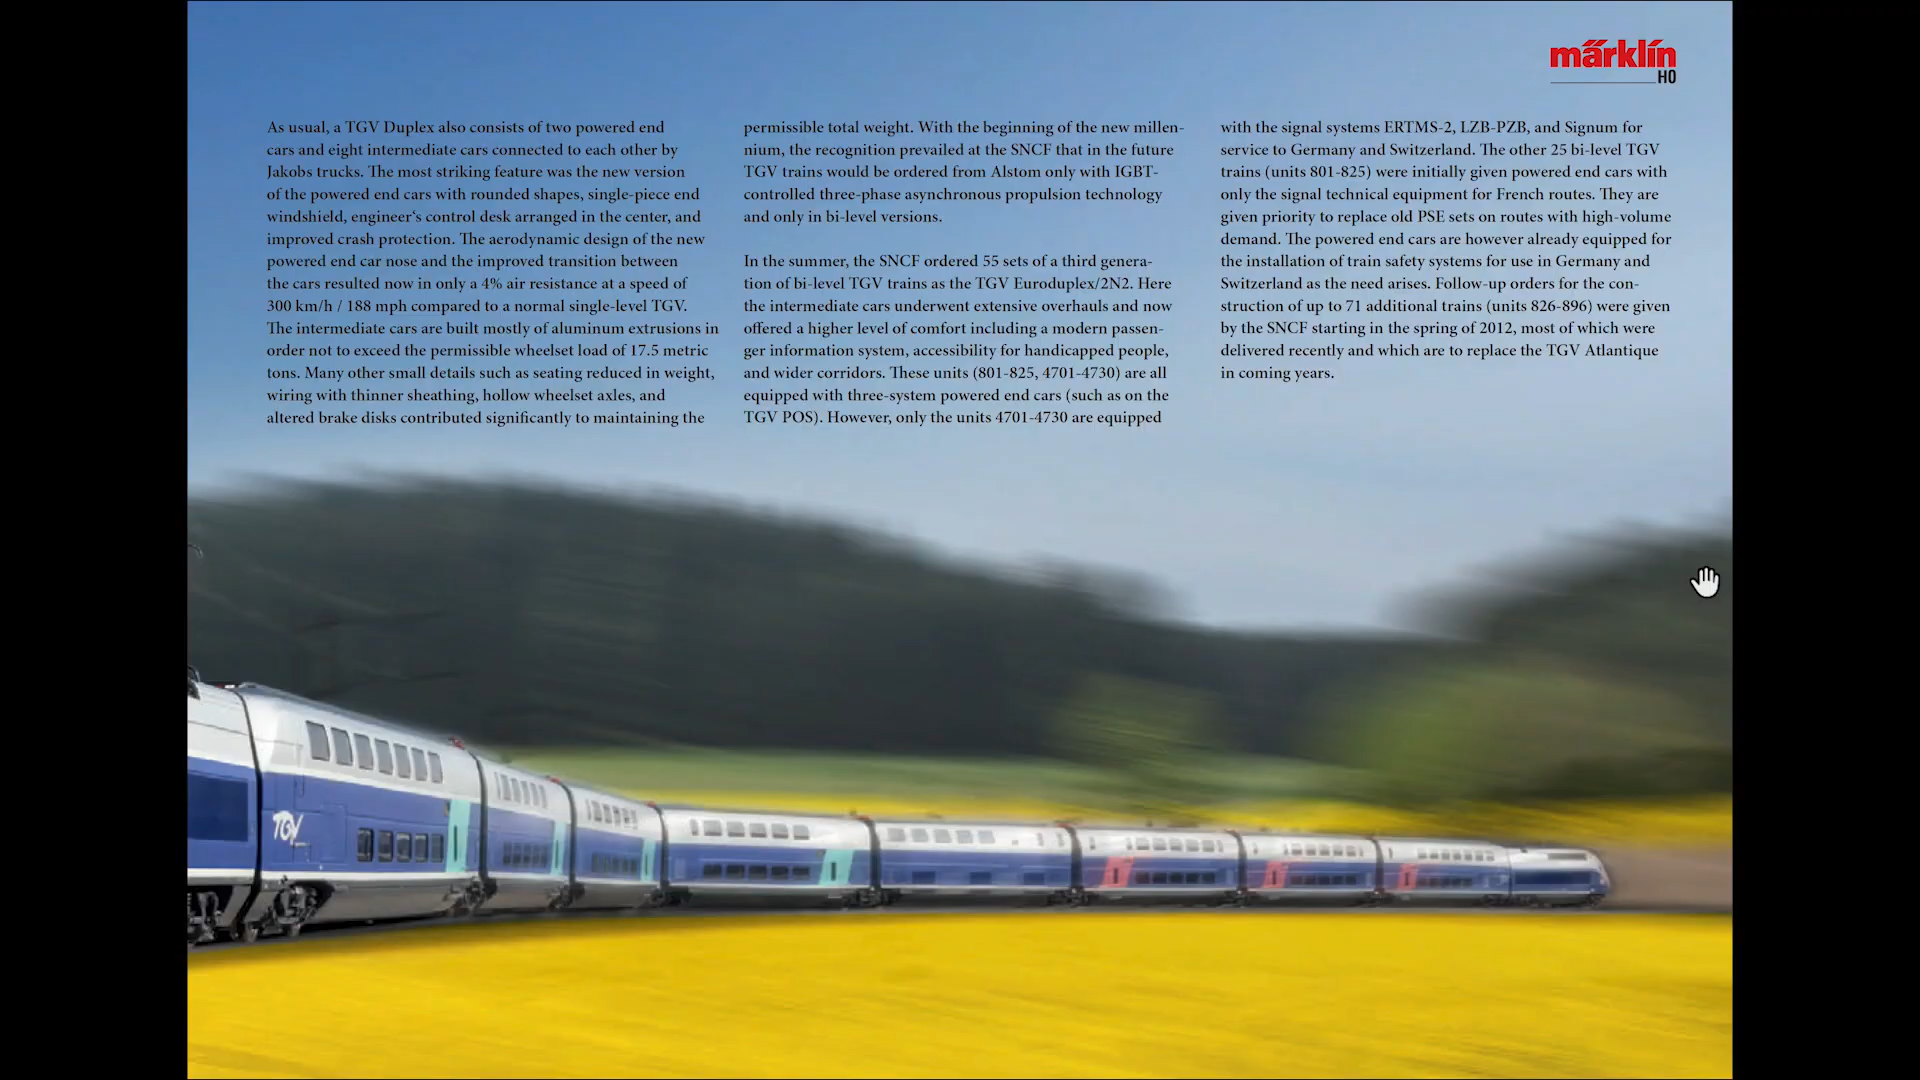 märklin
H0
As usual, a TGV Duplex also consists of two powered end
cars and eight intermediate cars connected to each other by
Jakobs trucks. The most striking feature was the new version
of the powered end cars with rounded shapes, single-piece end
windshield, engineer‘s control desk arranged in the center, and
improved crash protection. The aerodynamic design of the new
powered end car nose and the improved transition between
the cars resulted now in only a 4% air resistance at a speed of
300 km/h / 188 mph compared to a normal single-level TGV.
The intermediate cars are built mostly of aluminum extrusions in
order not to exceed the permissible wheelset load of 17.5 metric
tons. Many other small details such as seating reduced in weight,
wiring with thinner sheathing, hollow wheelset axles, and
altered brake disks contributed significantly to maintaining the
permissible total weight. With the beginning of the new millen-
nium, the recognition prevailed at the SNCF that in the future
TGV trains would be ordered from Alstom only with IGBT-
controlled three-phase asynchronous propulsion technology
and only in bi-level versions.
In the summer, the SNCF ordered 55 sets of a third genera-
tion of bi-level TGV trains as the TGV Euroduplex/2N2. Here
the intermediate cars underwent extensive overhauls and now
offered a higher level of comfort including a modern passen-
ger information system, accessibility for handicapped people,
and wider corridors. These units (801-825, 4701-4730) are all
equipped with three-system powered end cars (such as on the
TGV POS). However, only the units 4701-4730 are equipped
with the signal systems ERTMS-2, LZB-PZB, and Signum for
service to Germany and Switzerland. The other 25 bi-level TGV
trains (units 801-825) were initially given powered end cars with
only the signal technical equipment for French routes. They are
given priority to replace old PSE sets on routes with high-volume
demand. The powered end cars are however already equipped for
the installation of train safety systems for use in Germany and
Switzerland as the need arises. Follow-up orders for the con-
struction of up to 71 additional trains (units 826-896) were given
by the SNCF starting in the spring of 2012, most of which were
delivered recently and which are to replace the TGV Atlantique
in coming years.
TGV